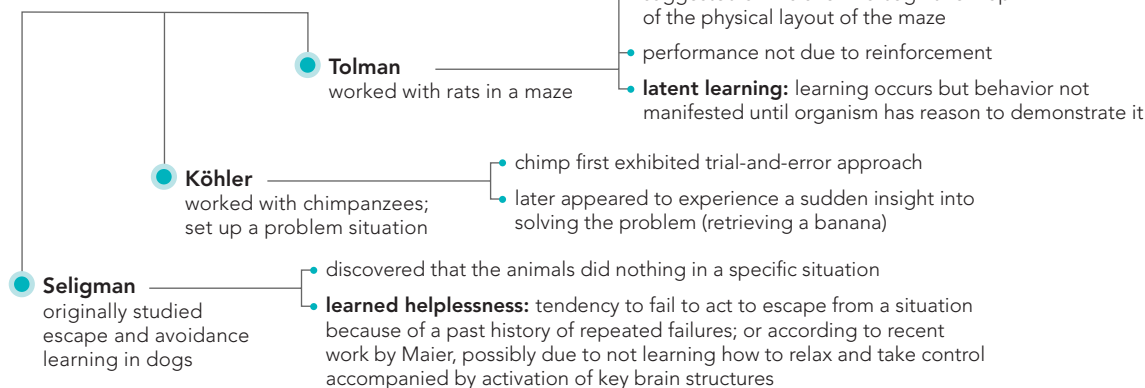 of the physical layout of the maze
performance not due to reinforcement
Tolman
worked with rats in a maze
latent learning: learning occurs but behavior not
manifested until organism has reason to demonstrate it
Köhler
worked with chimpanzees;
set up a problem situation
chimp first exhibited trial-and-error approach
later appeared to experience a sudden insight into
solving the problem (retrieving a banana)
Seligman
originally studied
escape and avoidance
learning in dogs
discovered that the animals did nothing in a specific situation
learned helplessness: tendency to fail to act to escape from a situation
because of a past history of repeated failures; or according to recent
work by Maier, possibly due to not learning how to relax and take control
accompanied by activation of key brain structures